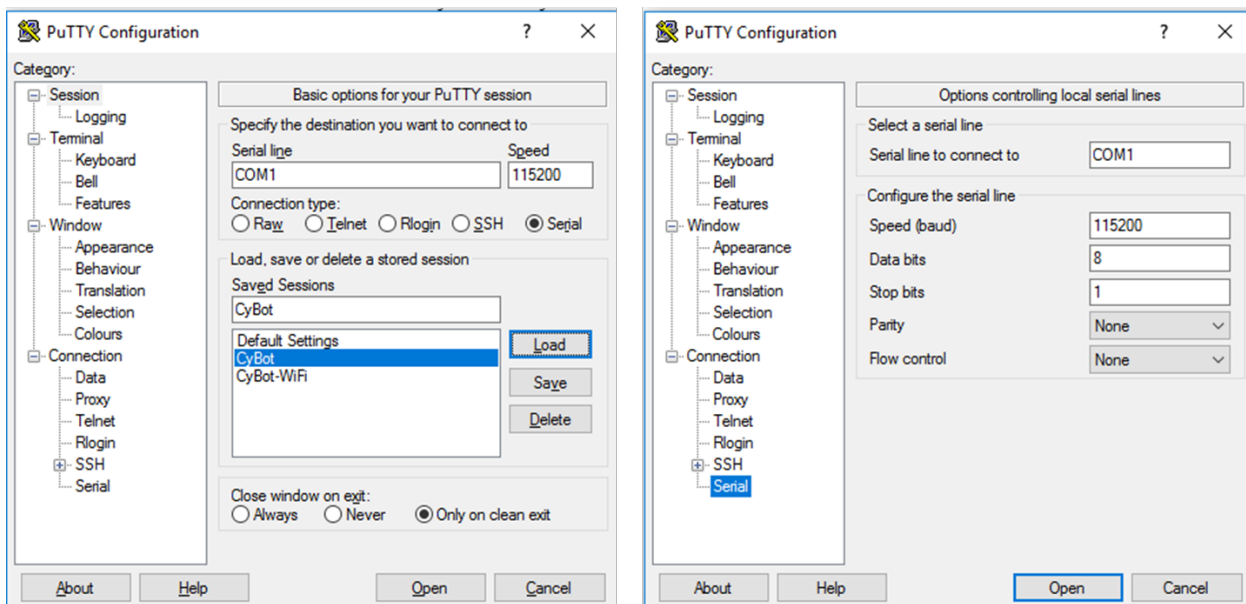 PuTTY Configuration
? ×
Category:
Session
Logging
Terminal
Keyboard
Bell
Features
Window
Appearance
Behaviour
Translation
Selection
Colours
Connection
Data
Proxy
Telnet
Rlogin
SSH
Serial
Basic options for your PuTTY session
Specify the destination you want to connect to
Serial line Speed
COM1 115200
Connection type:
Raw Telnet Rlogin SSH Serial
Load, save or delete a stored session
Saved Sessions
CyBot
Default Settings
CyBot
CyBot-WiFi
Load
Save
Delete
Close window on exit:
Always Never Only on clean exit
About Help Open Cancel
PuTTY Configuration
? ×
Category:
Session
Logging
Terminal
Keyboard
Bell
Features
Window
Appearance
Behaviour
Translation
Selection
Colours
Connection
Data
Proxy
Telnet
Rlogin
SSH
Serial
Options controlling local serial lines
Select a serial line
Serial line to connect to COM1
Configure the serial line
Speed (baud) 115200
Data bits 8
Stop bits 1
Parity None
Flow control None
About Help Open Cancel